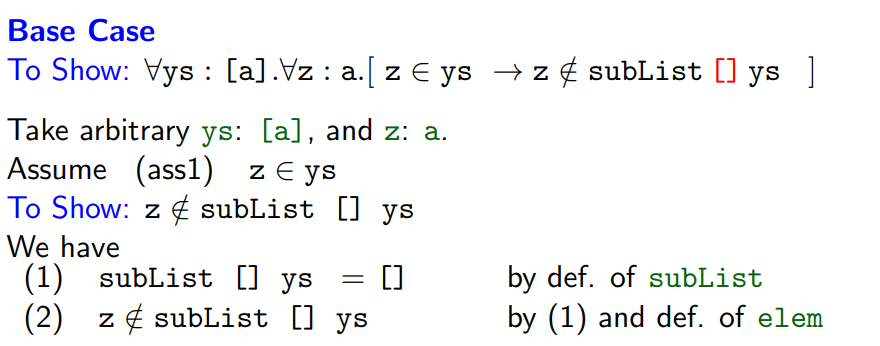 Base Case
To Show: ∀ys : [a].∀z : a.[ z ∈ ys → z ∉ subList [] ys ]
Take arbitrary ys: [a], and z: a.
Assume (ass1) z ∈ ys
To Show: z ∉ subList [] ys
We have
(1) subList [] ys = [] by def. of subList
(2) z ∉ subList [] ys by (1) and def. of elem